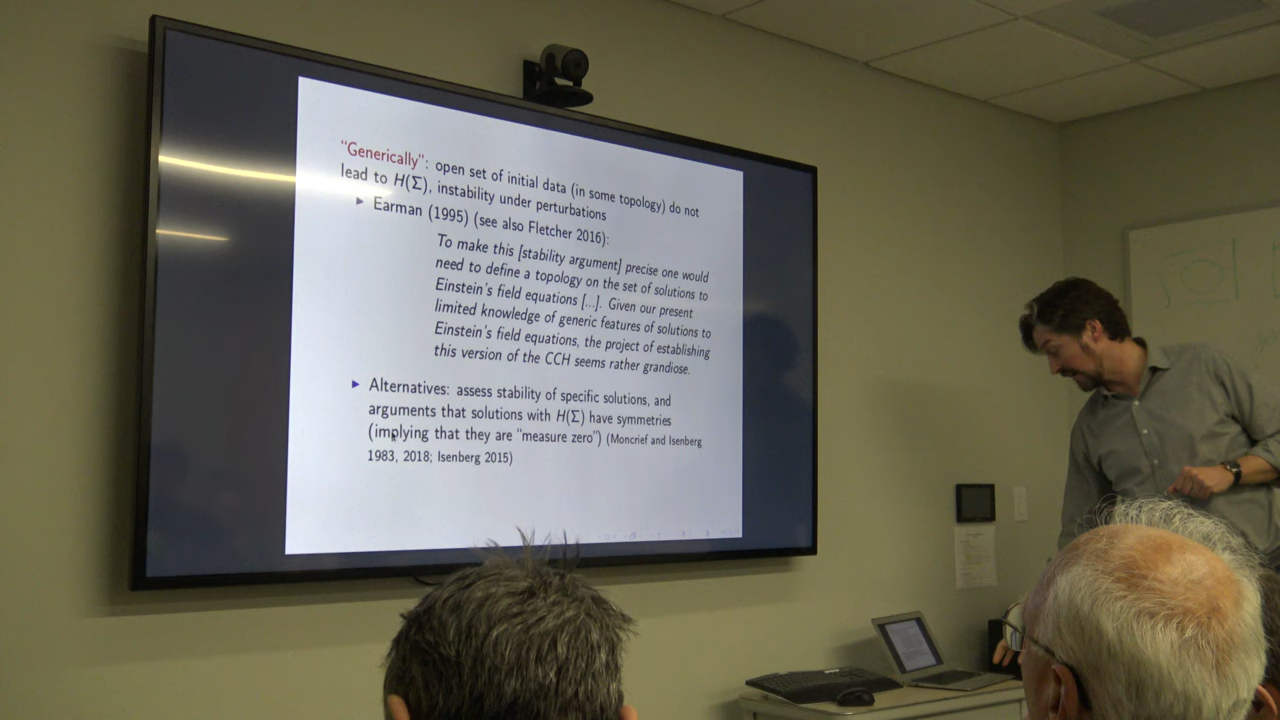 "Generically": open set of initial data (in some topology) do not
lead to H(Σ), instability under perturbations
▶ Earman (1995) (see also Fletcher 2016):
To make this [stability argument] precise one would
need to define a topology on the set of solutions to
Einstein's field equations [...]. Given our present
limited knowledge of generic features of solutions to
Einstein's field equations, the project of establishing
this version of the CCH seems rather grandiose.
▶ Alternatives: assess stability of specific solutions, and
arguments that solutions with H(Σ) have symmetries
(implying that they are "measure zero") (Moncrief and Isenberg
1983, 2018; Isenberg 2015)